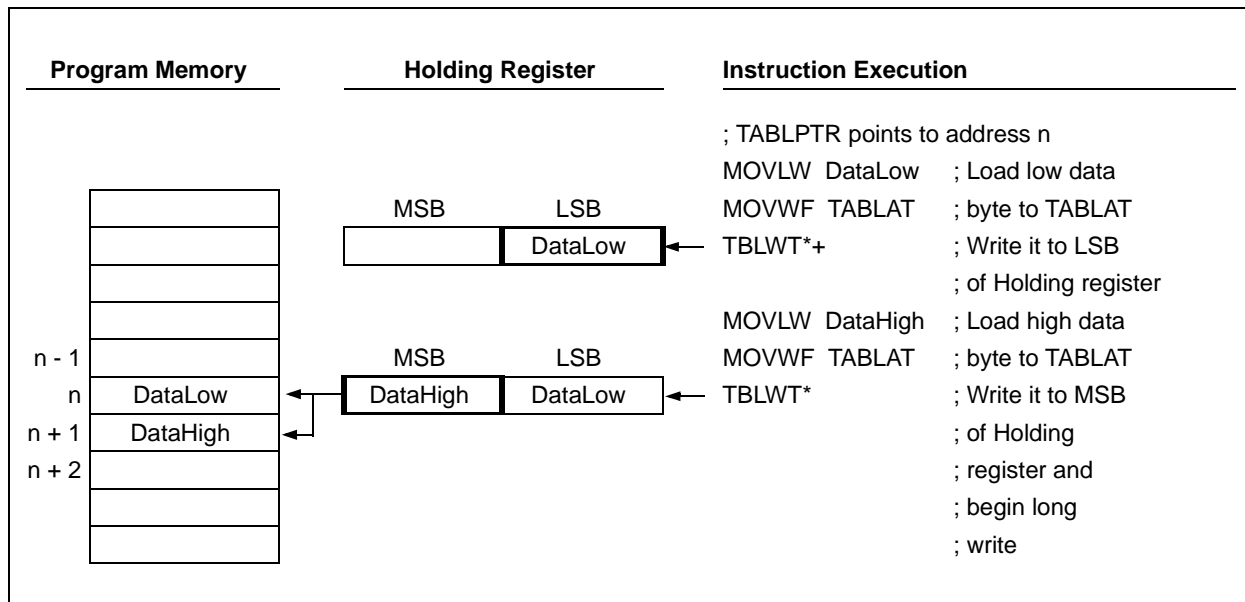 Program Memory
Holding Register
Instruction Execution
; TABLPTR points to address n
MOVLW DataLow ; Load low data
MSB LSB MOVWF TABLAT ; byte to TABLAT
DataLow TBLWT*+ ; Write it to LSB
; of Holding register
MOVLW DataHigh ; Load high data
n - 1 MSB LSB MOVWF TABLAT ; byte to TABLAT
n DataLow DataHigh DataLow TBLWT* ; Write it to MSB
n + 1 DataHigh ; of Holding
n + 2 ; register and
; begin long
; write